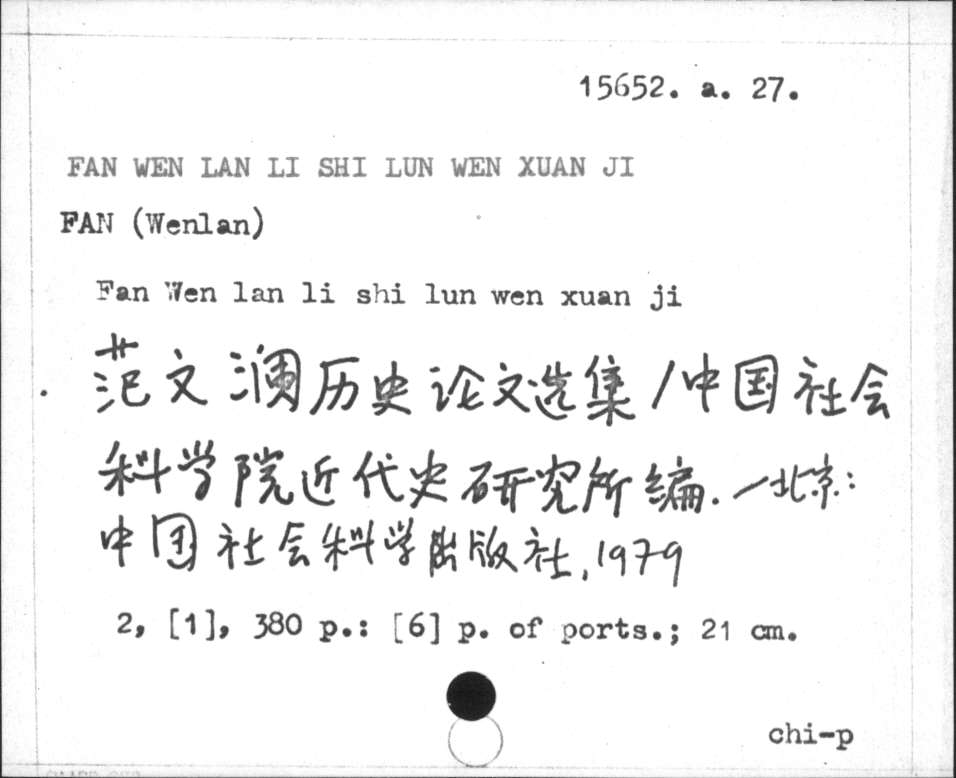 15652. a. 27.
FAN WEN LAN LI SHI LUN WEN XUAN JI
FAN (Wenlan)
Fan Wen lan li shi lun wen xuan ji
范文澜历史论文选集/中国社会
科学院近代史研究所编.—北京:
中国社会科学出版社,1979
2, [1], 380 p.: [6] p. of ports.; 21 cm.
chi-p